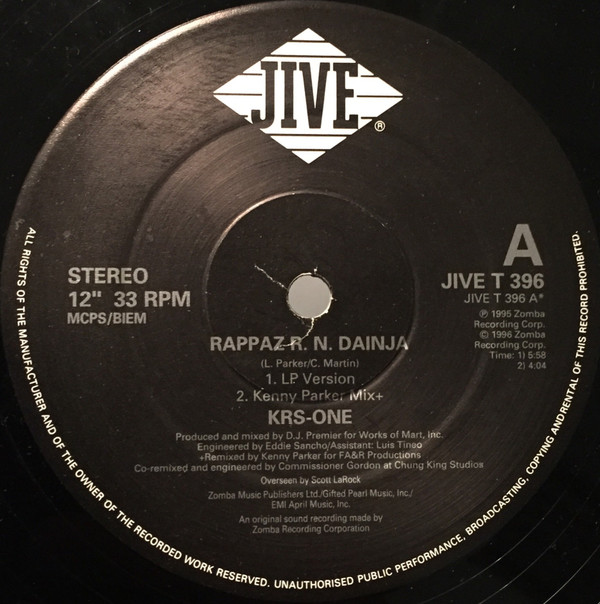 JIVE
®
STEREO
12" 33 RPM
MCPS/BIEM
A
JIVE T 396
JIVE T 396 A*
℗ 1995 Zomba
Recording Corp.
© 1996 Zomba
Recording Corp.
Time: 1) 5:58
2) 4:04
RAPPAZ R. N. DAINJA
(L. Parker/C. Martin)
1. LP Version
2. Kenny Parker Mix+
KRS-ONE
Produced and mixed by D.J. Premier for Works of Mart, Inc.
Engineered by Eddie Sancho/Assistant: Luis Tineo
+Remixed by Kenny Parker for FA&R Productions
Co-remixed and engineered by Commissioner Gordon at Chung King Studios
Overseen by Scott LaRock
Zomba Music Publishers Ltd./Gifted Pearl Music, Inc./
EMI April Music, Inc.
An original sound recording made by
Zomba Recording Corporation
ALL RIGHTS OF THE MANUFACTURER AND OF THE OWNER OF THE RECORDED WORK RESERVED. UNAUTHORISED PUBLIC PERFORMANCE, BROADCASTING, COPYING ANDRENTAL OF THIS RECORD PROHIBITED.